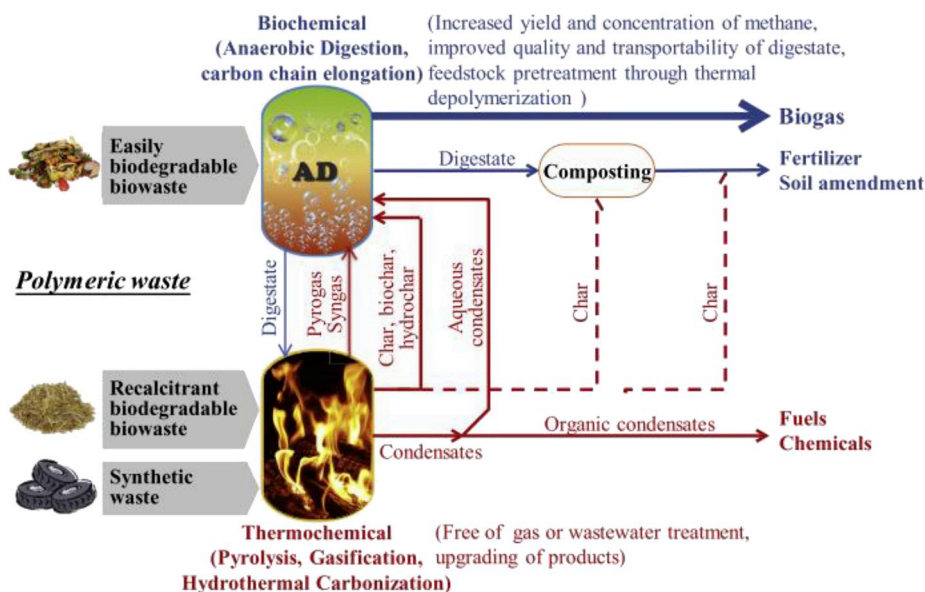 Biochemical
(Anaerobic Digestion,
carbon chain elongation)
(Increased yield and concentration of methane,
improved quality and transportability of digestate,
feedstock pretreatment through thermal
depolymerization )
Easily
biodegradable
biowaste
AD
Biogas
Digestate
Composting
Fertilizer
Soil amendment
Polymeric waste
Digestate
Pyrogas
Syngas
Char, biochar,
hydrochar
Aqueous
condensates
Char
Char
Recalcitrant
biodegradable
biowaste
Synthetic
waste
Condensates
Organic condensates
Fuels
Chemicals
Thermochemical
(Pyrolysis, Gasification,
Hydrothermal Carbonization)
(Free of gas or wastewater treatment,
upgrading of products)